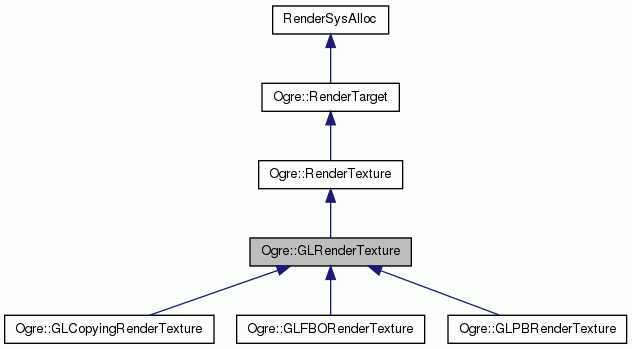 RenderSysAlloc
Ogre::RenderTarget
Ogre::RenderTexture
Ogre::GLRenderTexture
Ogre::GLCopyingRenderTexture
Ogre::GLFBORenderTexture
Ogre::GLPBRenderTexture